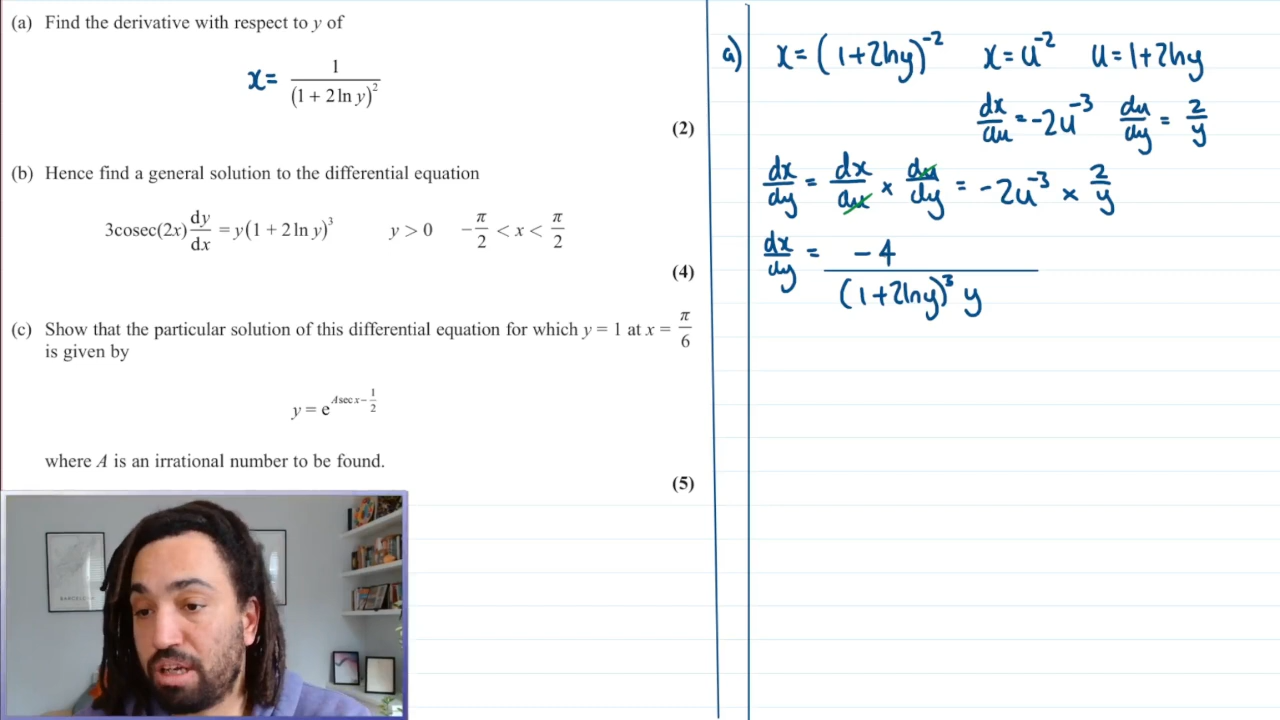 (a) Find the derivative with respect to y of
x= 1/(1 + 2 ln y)²
(2)
(b) Hence find a general solution to the differential equation
3cosec(2x) dy/dx = y(1 + 2 ln y)³ y > 0 −π/2 < x < π/2
(4)
(c) Show that the particular solution of this differential equation for which y = 1 at x = π/6
is given by
y = e^(A sec x − 1/2)
where A is an irrational number to be found.
(5)
a) x = (1+2lny)⁻² x = u⁻² u = 1+2lny
dx/du = -2u⁻³ du/dy = 2/y
dx/dy = dx/du × du/dy = -2u⁻³ × 2/y
dx/dy = -4/((1+2lny)³ y)